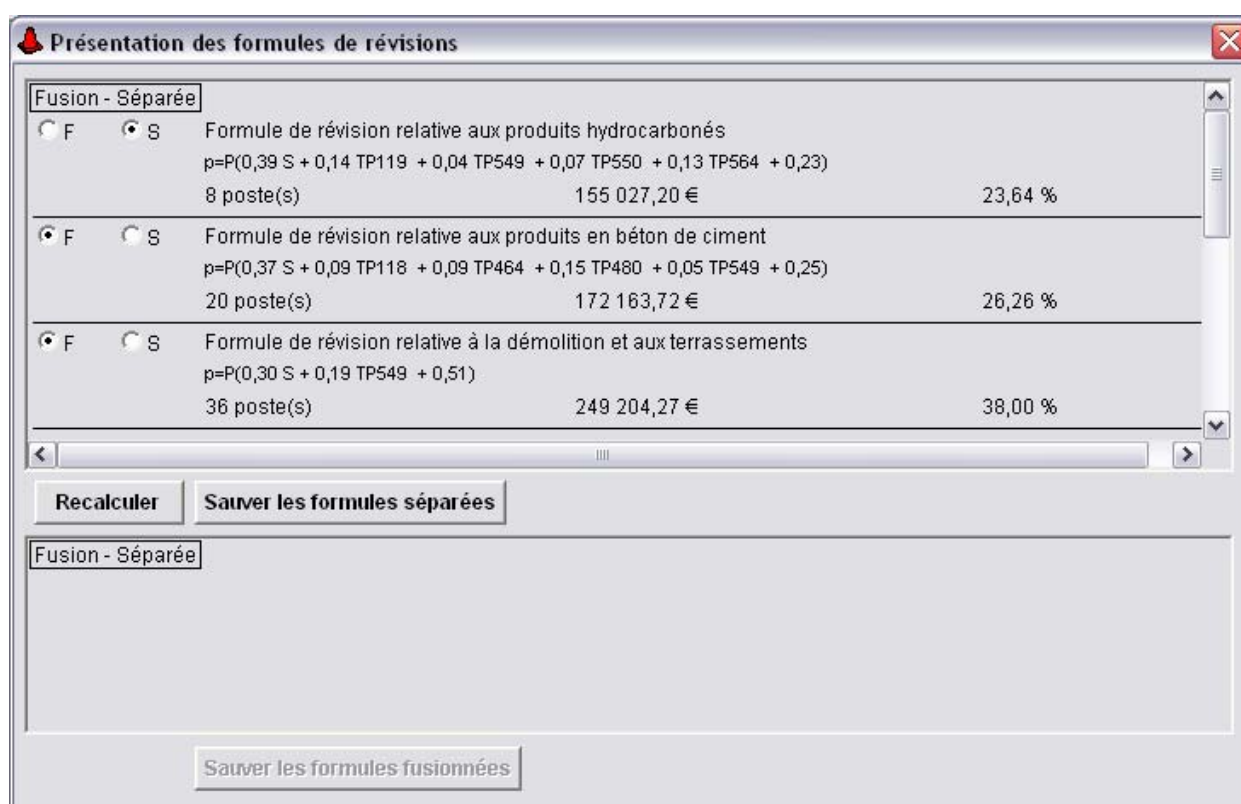 Présentation des formules de révisions
Fusion - Séparée
F S Formule de révision relative aux produits hydrocarbonés
p=P(0,39 S + 0,14 TP119 + 0,04 TP549 + 0,07 TP550 + 0,13 TP564 + 0,23)
8 poste(s) 155 027,20 € 23,64 %
F S Formule de révision relative aux produits en béton de ciment
p=P(0,37 S + 0,09 TP118 + 0,09 TP464 + 0,15 TP480 + 0,05 TP549 + 0,25)
20 poste(s) 172 163,72 € 26,26 %
F S Formule de révision relative à la démolition et aux terrassements
p=P(0,30 S + 0,19 TP549 + 0,51)
36 poste(s) 249 204,27 € 38,00 %
Recalculer Sauver les formules séparées
Fusion - Séparée
Sauver les formules fusionnées